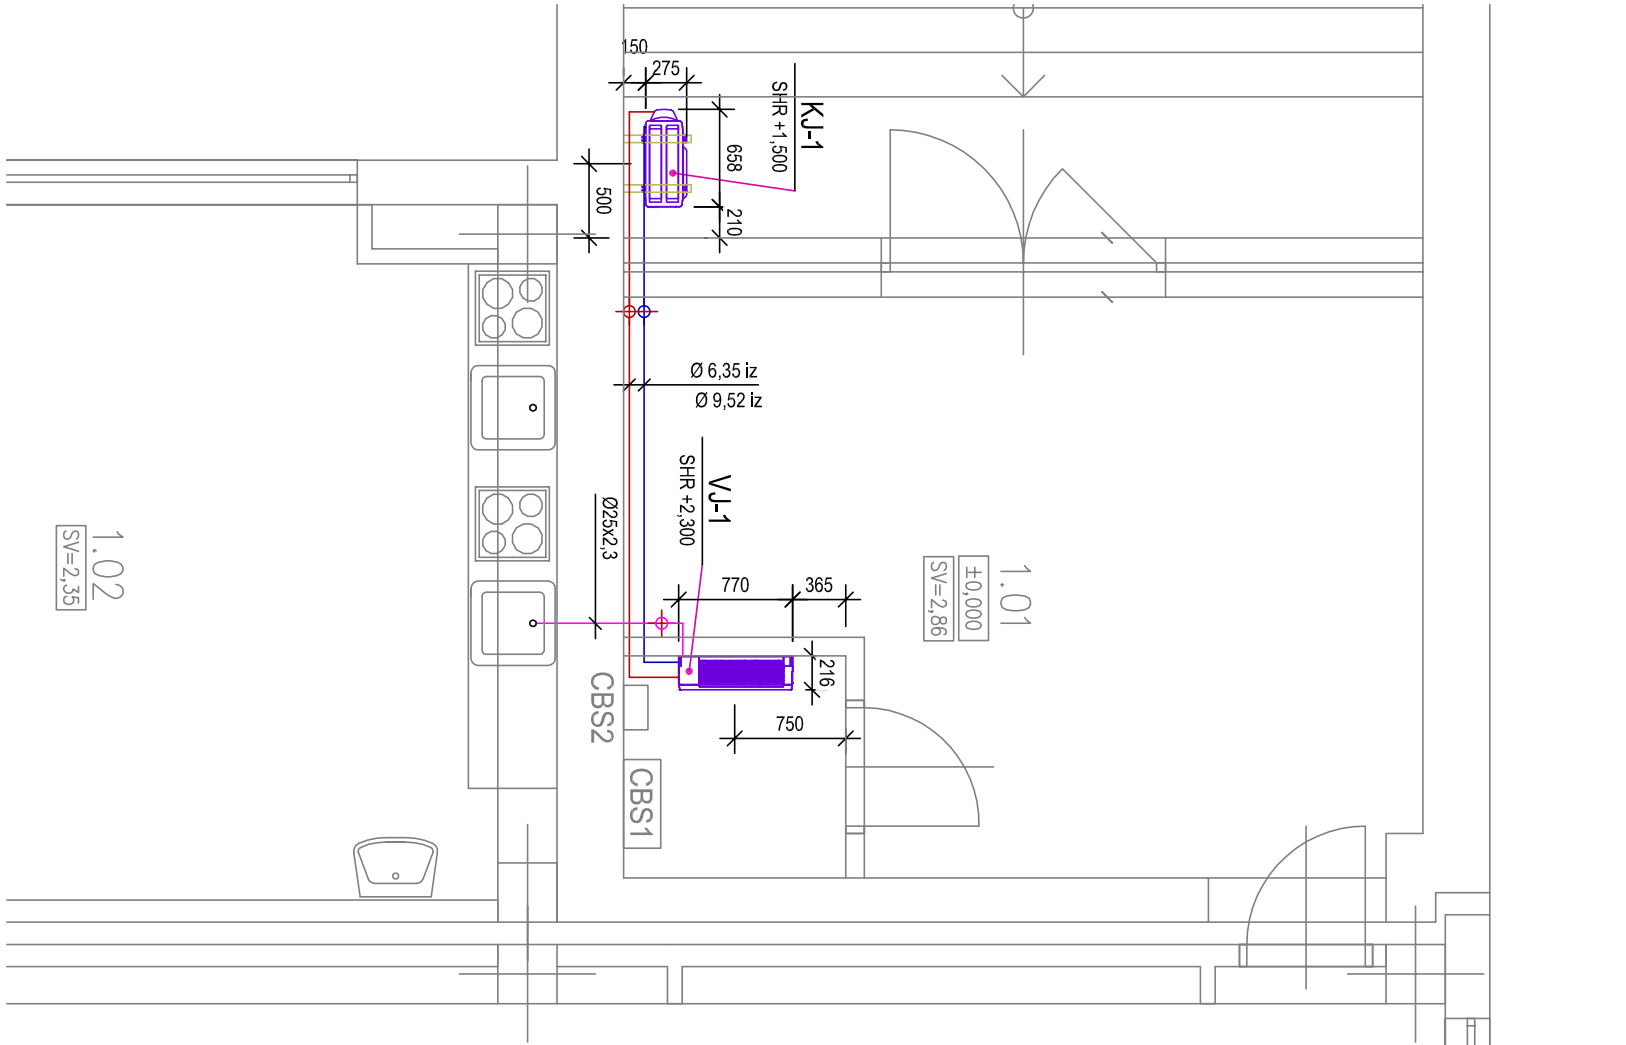 150
275
KJ-1
SHR +1,500
658
210
500
Ø 6,35 iz
Ø 9,52 iz
VJ-1
SHR +2,300
Ø25x2,3
770
365
216
750
1.02
SV=2,35
1.01
±0,000
SV=2,86
CBS2
CBS1